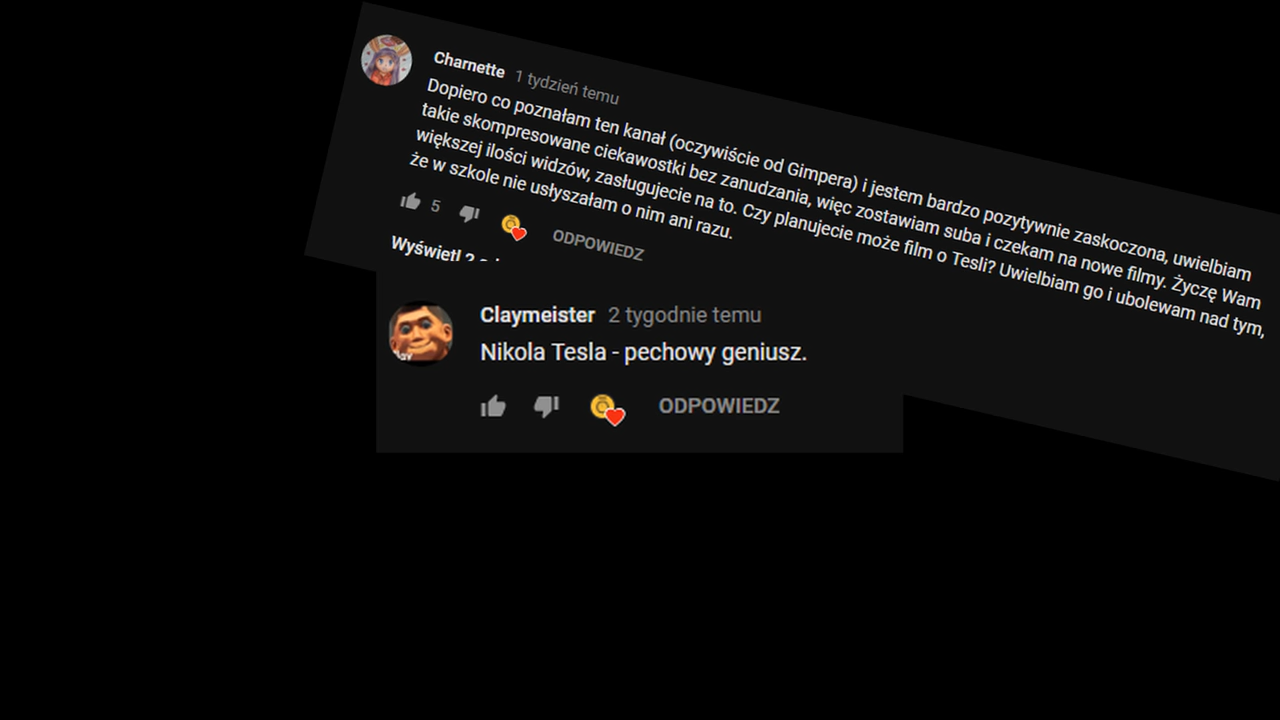 Charnette 1 tydzień temu
Dopiero co poznałam ten kanał (oczywiście od Gimpera) i jestem bardzo pozytywnie zaskoczona, uwielbiam
takie skompresowane ciekawostki bez zanudzania, więc zostawiam suba i czekam na nowe filmy. Życzę Wam
większej ilości widzów, zasługujecie na to. Czy planujecie może film o Tesli? Uwielbiam go i ubolewam nad tym,
że w szkole nie usłyszałam o nim ani razu.
5 ODPOWIEDZ
Wyświetl 2
Claymeister 2 tygodnie temu
Nikola Tesla - pechowy geniusz.
ODPOWIEDZ